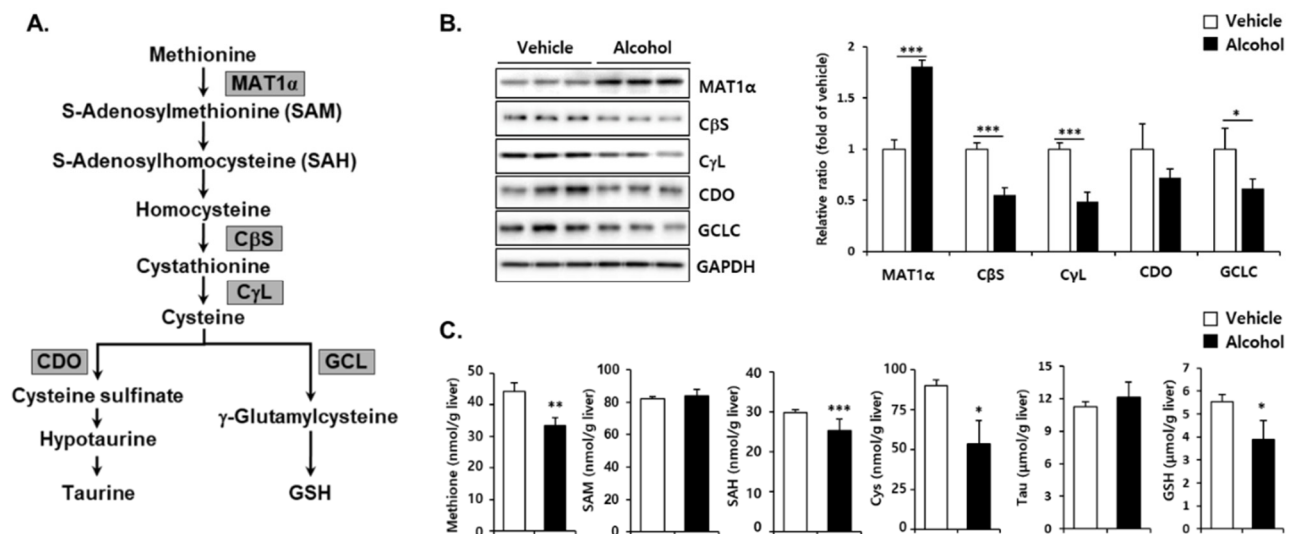 A.
Methionine
MAT1α
S-Adenosylmethionine (SAM)
S-Adenosylhomocysteine (SAH)
Homocysteine
CβS
Cystathionine
CγL
Cysteine
CDO
GCL
Cysteine sulfinate
γ-Glutamylcysteine
Hypotaurine
Taurine
GSH
B.
Vehicle Alcohol
MAT1α
CβS
CγL
CDO
GCLC
GAPDH
Vehicle
Alcohol
Relative ratio (fold of vehicle)
2
1.5
1
0.5
0
***
***
***
*
MAT1α CβS CγL CDO GCLC
C.
Vehicle
Alcohol
Methione (nmol/g liver)
50
40
30
20
10
0
**
SAM (nmol/g liver)
100
80
60
40
20
0
SAH (nmol/g liver)
40
30
20
10
0
***
Cys (nmol/g liver)
100
75
50
25
0
*
Tau (μmol/g liver)
15
12
9
6
3
0
GSH (μmol/g liver)
7
6
5
4
3
2
1
0
*